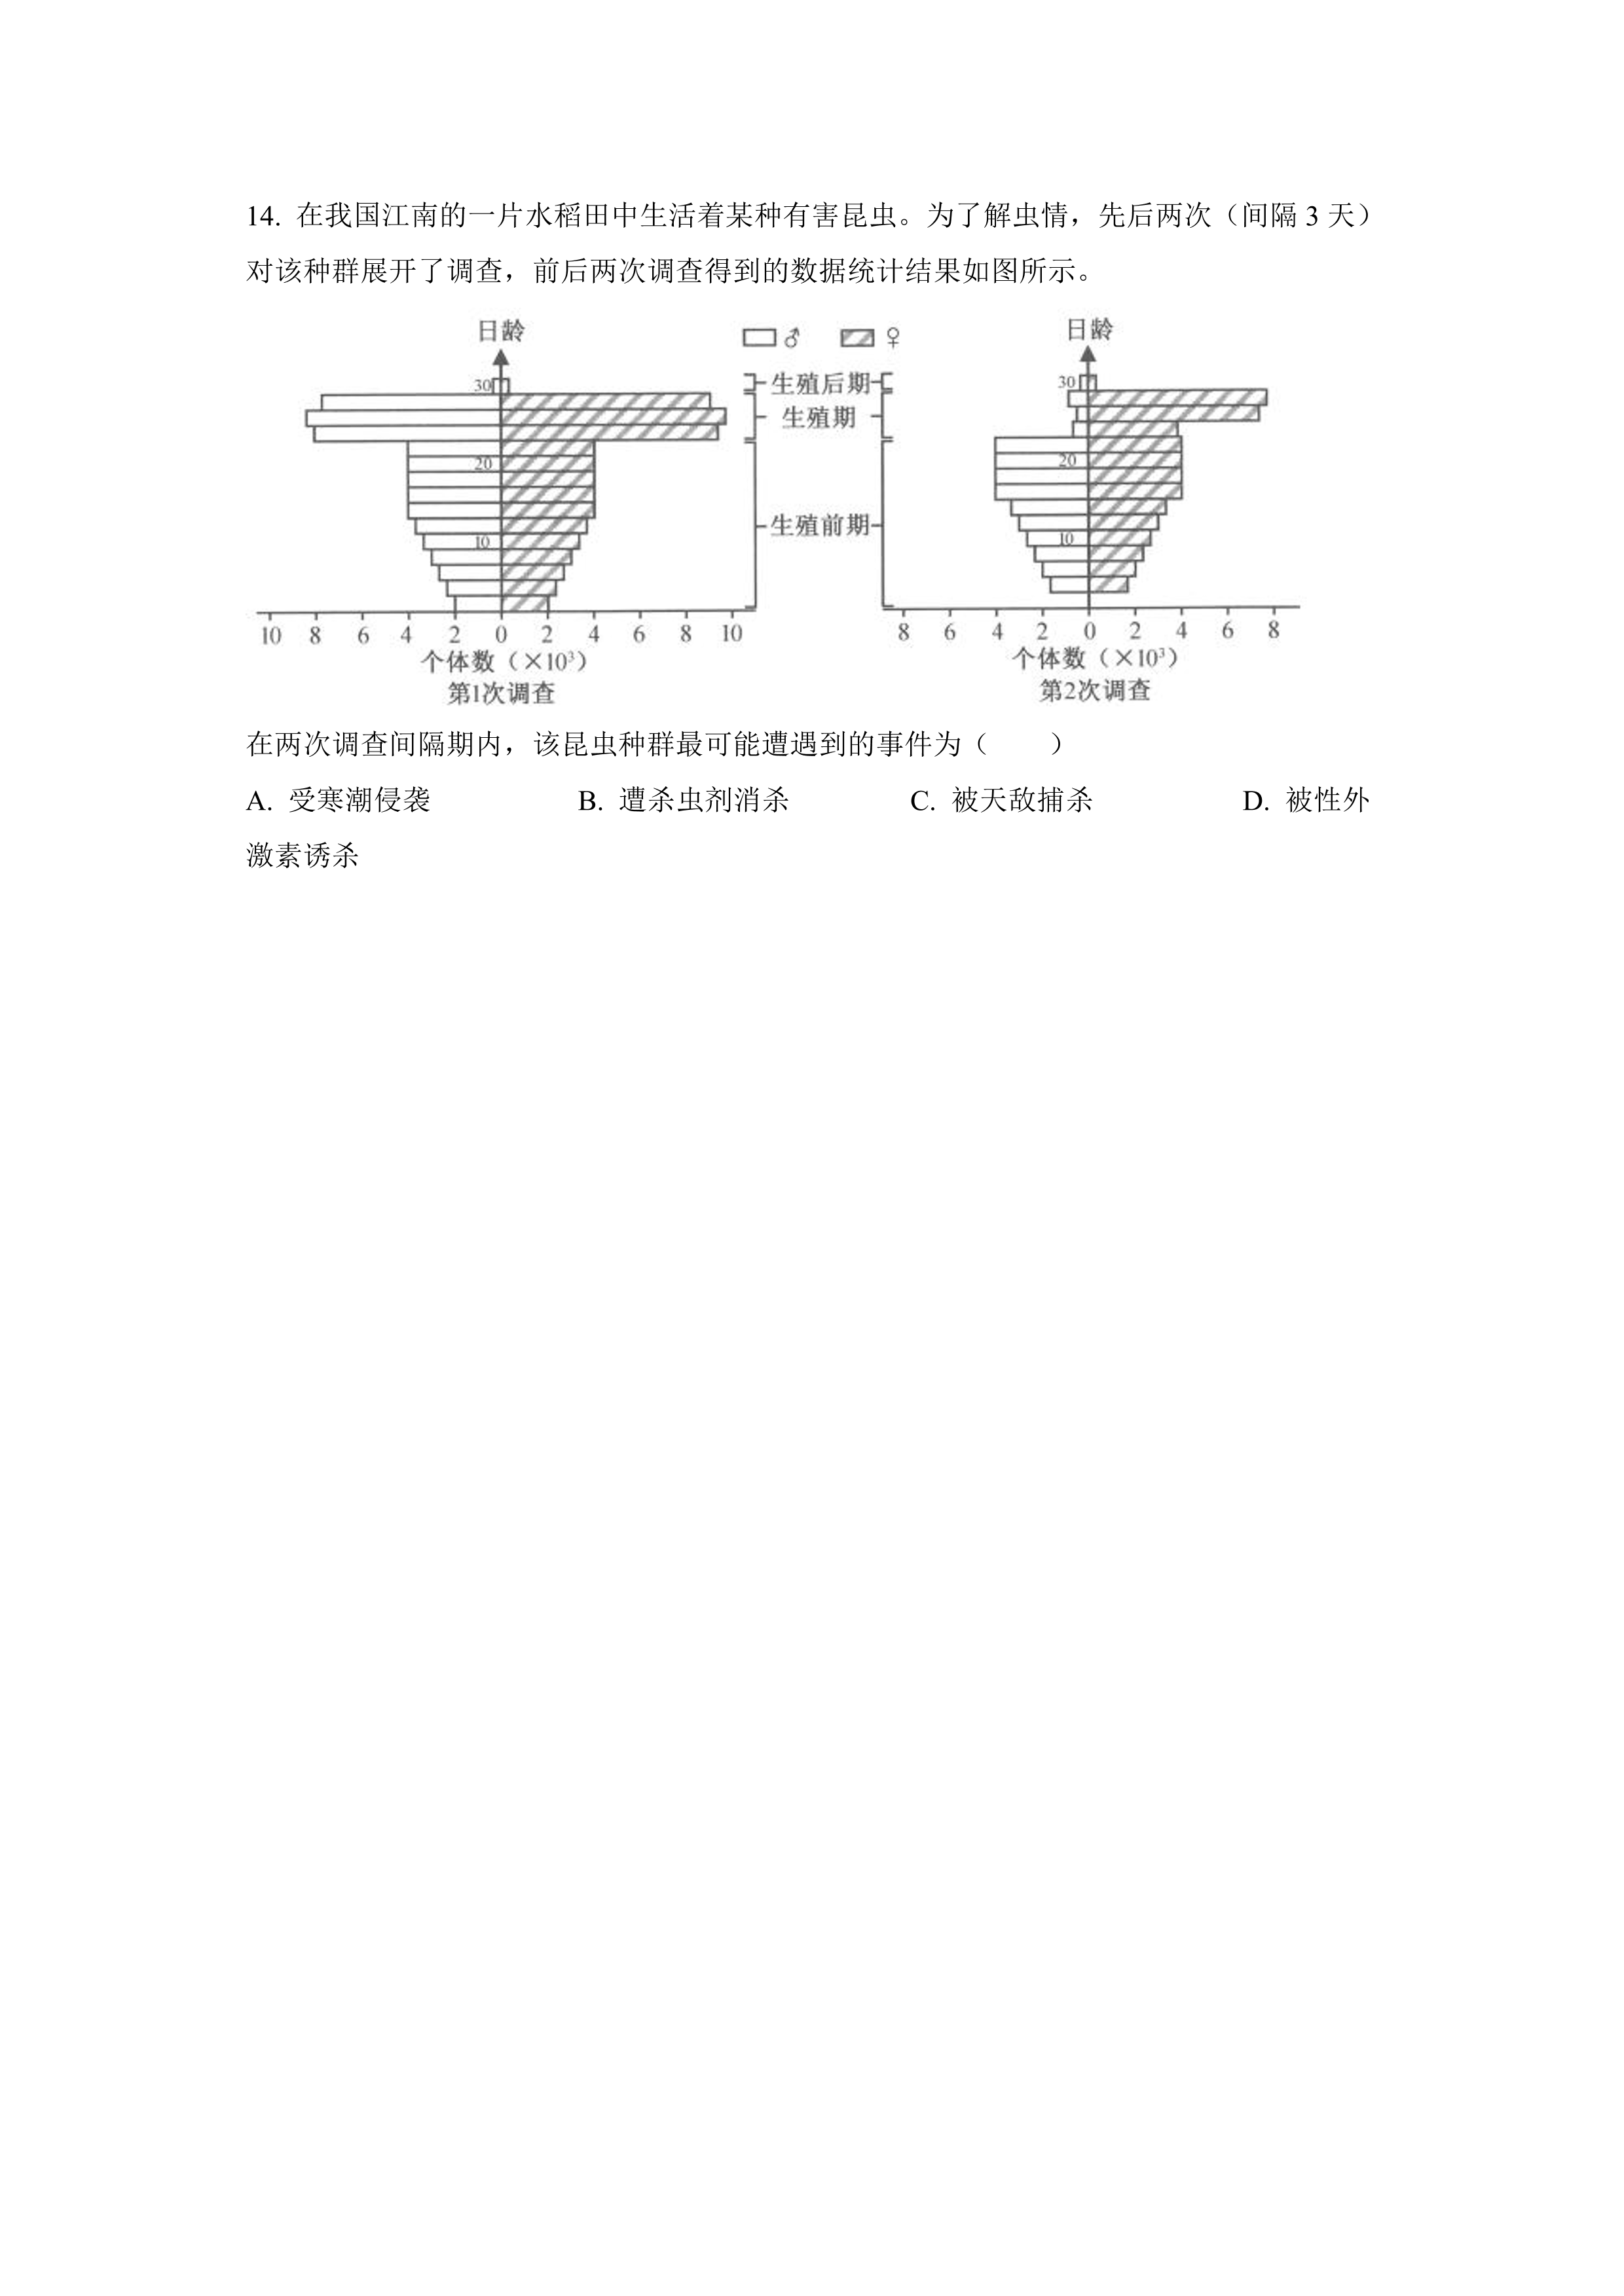 14. 在我国江南的一片水稻田中生活着某种有害昆虫。为了解虫情，先后两次（间隔 3 天）
对该种群展开了调查，前后两次调查得到的数据统计结果如图所示。
日龄
♂ ♀
日龄
30
生殖后期
30
生殖期
20
20
生殖前期
10
10
10 8 6 4 2 0 2 4 6 8 10
8 6 4 2 0 2 4 6 8
个体数（×10³）
个体数（×10³）
第1次调查
第2次调查
在两次调查间隔期内，该昆虫种群最可能遭遇到的事件为（　　）
A. 受寒潮侵袭 B. 遭杀虫剂消杀 C. 被天敌捕杀 D. 被性外
激素诱杀